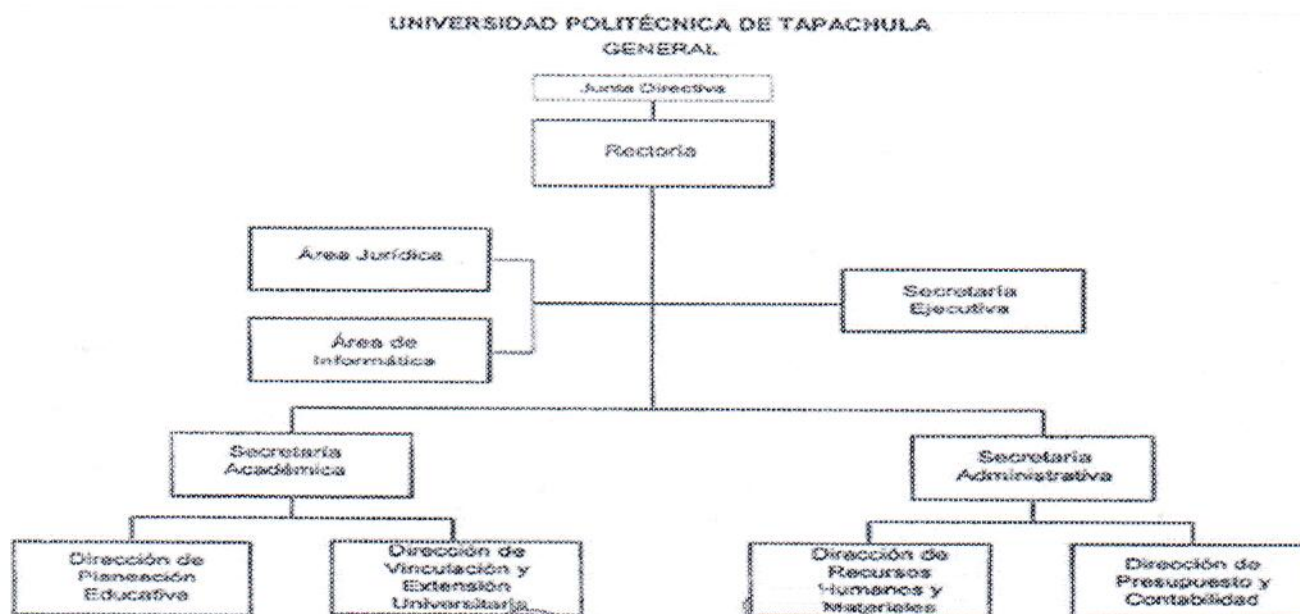 UNIVERSIDAD POLITÉCNICA DE TAPACHULA
GENERAL
Junta Directiva
Rectoría
Área Jurídica
Secretaría
Ejecutiva
Área de
Informática
Secretaría
Académica
Secretaría
Administrativa
Dirección de
Planeación
Educativa
Dirección de
Vinculación y
Extensión
Universitaria
Dirección de
Recursos
Humanos y
Materiales
Dirección de
Presupuesto y
Contabilidad